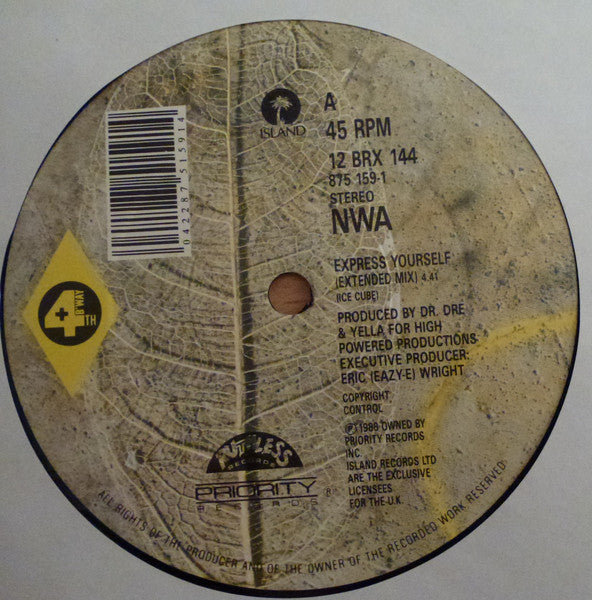 ISLAND
A
45 RPM
12 BRX 144
875 159-1
STEREO
NWA
042287 515914
EXPRESS YOURSELF
(EXTENDED MIX) 4.41
(ICE CUBE)
PRODUCED BY DR. DRE
& YELLA FOR HIGH
POWERED PRODUCTIONS
EXECUTIVE PRODUCER:
ERIC (EAZY-E) WRIGHT
COPYRIGHT
CONTROL
4TH
+
B'WAY
℗ 1988 OWNED BY
PRIORITY RECORDS
INC.
ISLAND RECORDS LTD
ARE THE EXCLUSIVE
LICENSEES
FOR THE U.K.
RUTHLESS
RECORDS
PRIORITY
RECORDS
ALL RIGHTS OF THE PRODUCER AND OF THE OWNER OF THE RECORDED WORK RESERVED.